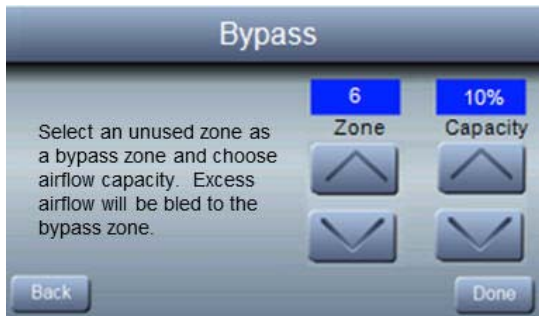 Bypass
6
10%
Zone
Capacity
Select an unused zone as
a bypass zone and choose
airflow capacity.  Excess
airflow will be bled to the
bypass zone.
Back
Done